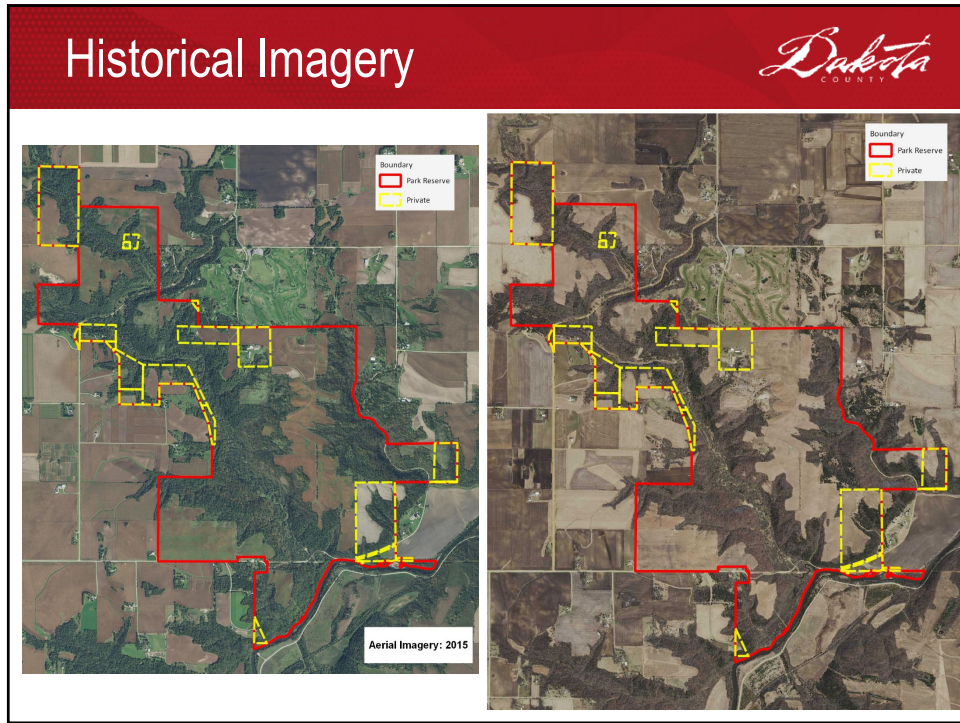 Historical Imagery
Dakota
COUNTY
Boundary
Park Reserve
Private
Aerial Imagery: 2015
Boundary
Park Reserve
Private